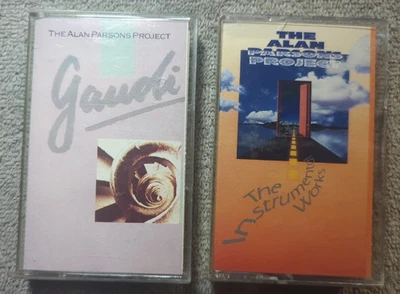 THE ALAN PARSONS PROJECT
Gaudi
THE
ALAN
PARSONS
PROJECT
The
Instrumental
Works